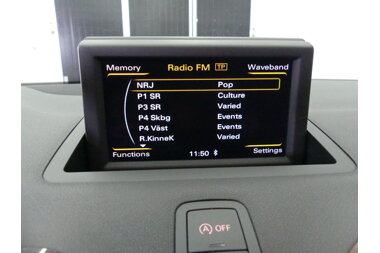 Memory Radio FM TP Waveband
NRJ Pop
P1 SR Culture
P3 SR Varied
P4 Skbg Events
P4 Väst Events
R.KinneK Varied
Functions 11:50 Settings
A OFF